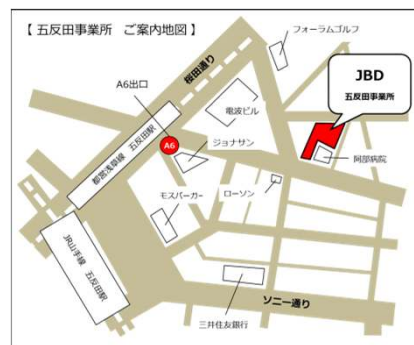 【 五反田事業所　ご案内地図 】
フォーラムゴルフ
桜田通り
JBD
五反田事業所
A6出口
電波ビル
都営浅草線　五反田駅
A6
ジョナサン
阿部病院
モスバーガー
ローソン
JR山手線　五反田駅
ソニー通り
三井住友銀行